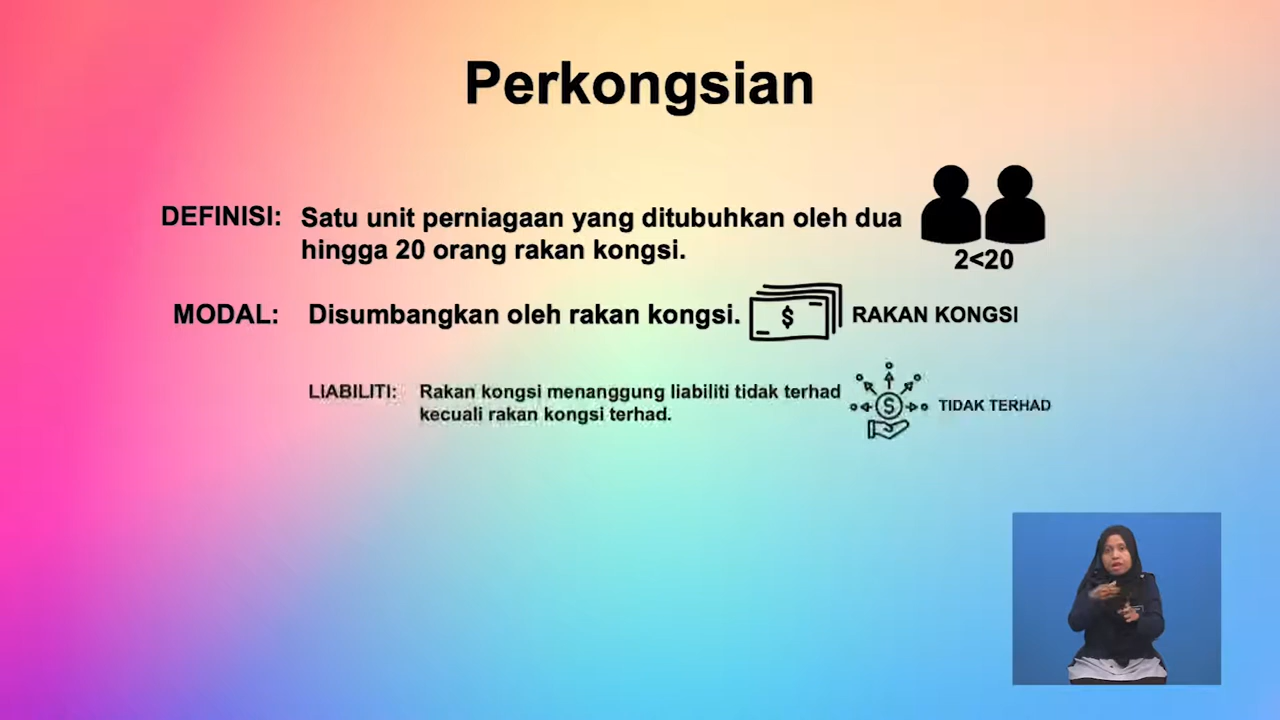 Perkongsian
DEFINISI: Satu unit perniagaan yang ditubuhkan oleh dua
hingga 20 orang rakan kongsi.
2<20
MODAL: Disumbangkan oleh rakan kongsi. $ RAKAN KONGSI
LIABILITI: Rakan kongsi menanggung liabiliti tidak terhad
kecuali rakan kongsi terhad.
$ TIDAK TERHAD